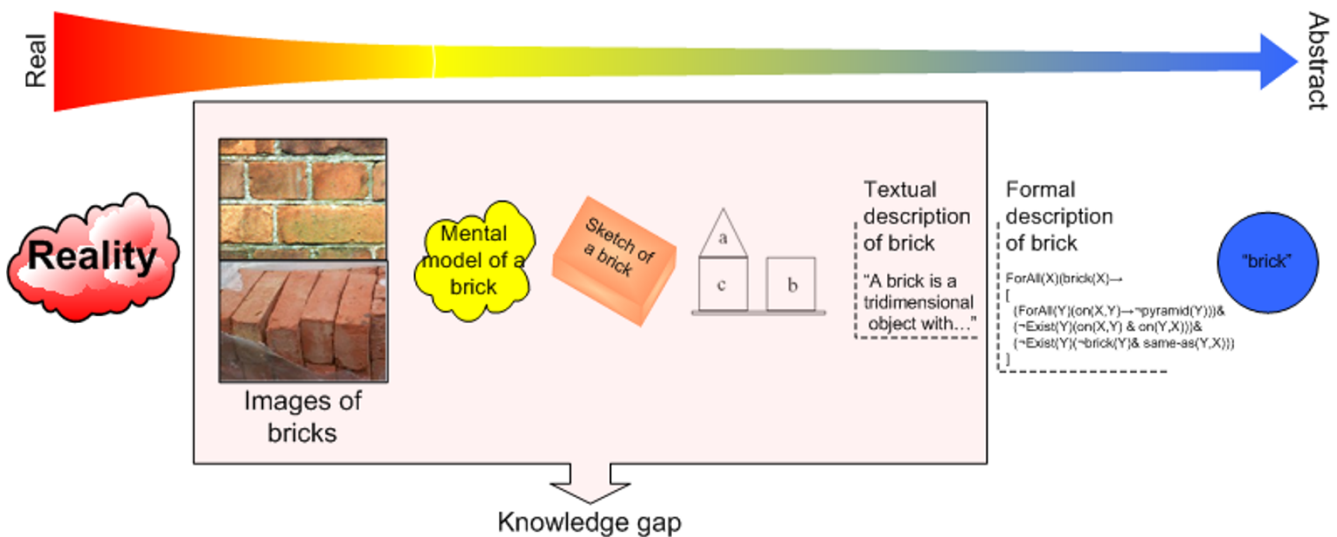 Real
Abstract
Reality
Images of
bricks
Mental
model of a
brick
Sketch of
a brick
a
c
b
Textual
description
of brick
“A brick is a
tridimensional
object with…”
Formal
description
of brick
ForAll(X)(brick(X)→
[
(ForAll(Y)(on(X,Y)→¬pyramid(Y)))&
(¬Exist(Y)(on(X,Y) & on(Y,X)))&
(¬Exist(Y)(¬brick(Y)& same-as(Y,X)))
]
“brick”
Knowledge gap